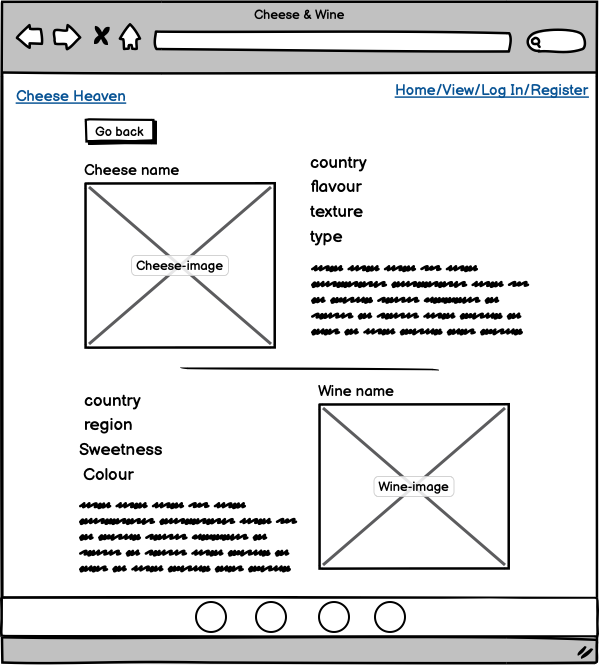 Cheese & Wine
Cheese Heaven
Home/View/Log In/Register
Go back
Cheese name
Cheese-image
country
flavour
texture
type
country
region
Sweetness
Colour
Wine name
Wine-image